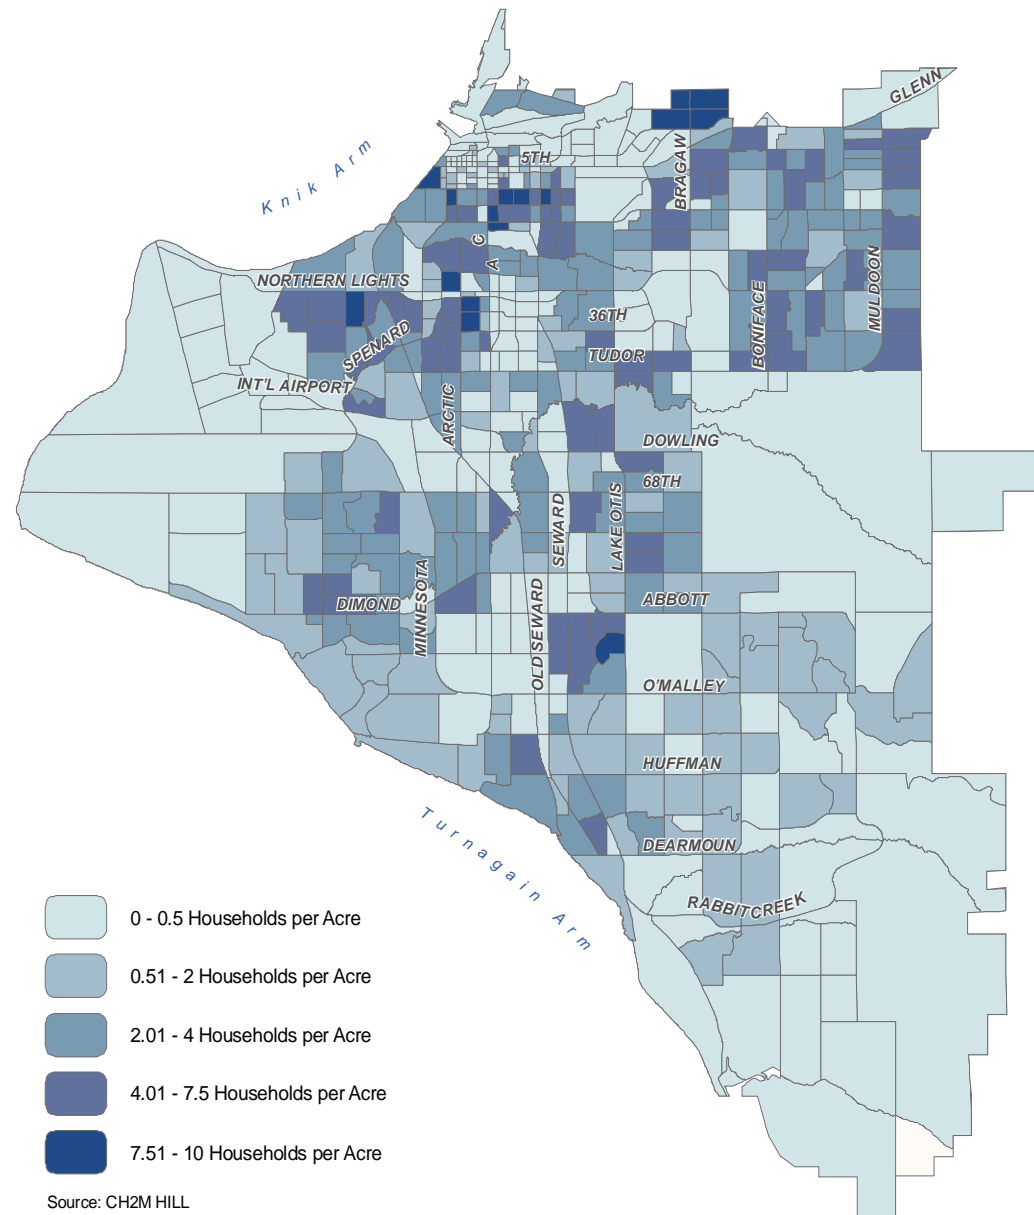 GLENN
5TH
BRAGAW
Knik Arm
C
A
NORTHERN LIGHTS
MULDOON
BONIFACE
36TH
SPENARD
TUDOR
INT'L AIRPORT
ARCTIC
DOWLING
68TH
SEWARD
LAKE OTIS
MINNESOTA
DIMOND
ABBOTT
OLD SEWARD
O'MALLEY
HUFFMAN
Turnagain Arm
DEARMOUN
RABBITCREEK
0 - 0.5 Households per Acre
0.51 - 2 Households per Acre
2.01 - 4 Households per Acre
4.01 - 7.5 Households per Acre
7.51 - 10 Households per Acre
Source: CH2M HILL